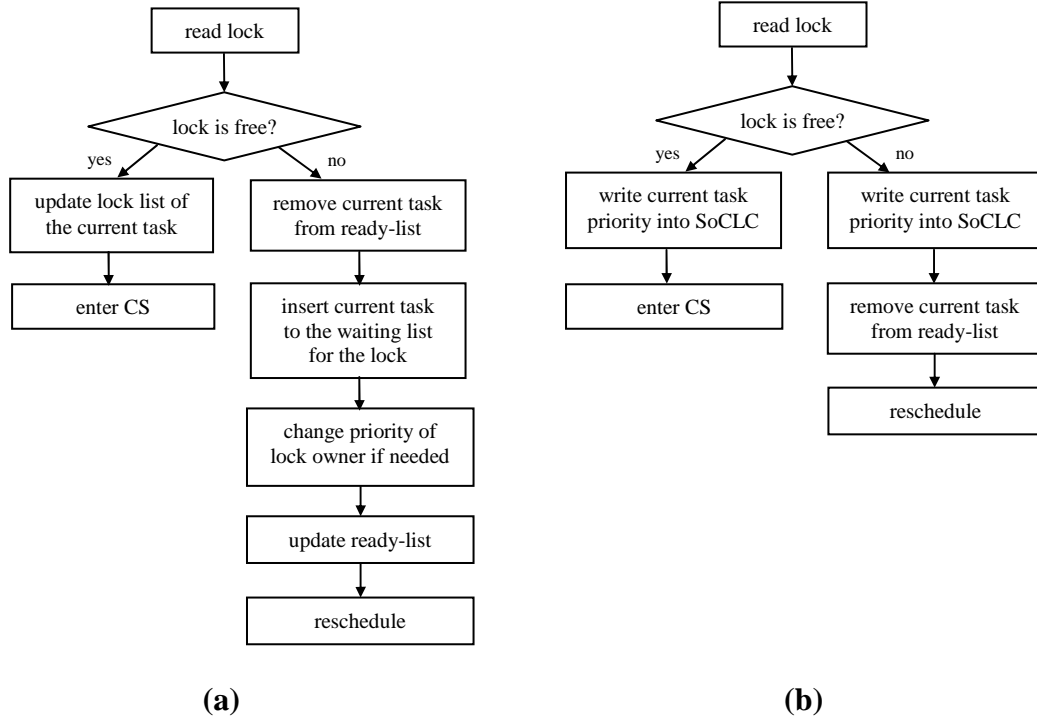 read lock
lock is free?
yes
no
update lock list of
the current task
remove current task
from ready-list
enter CS
insert current task
to the waiting list
for the lock
change priority of
lock owner if needed
update ready-list
reschedule
(a)
read lock
lock is free?
yes
no
write current task
priority into SoCLC
write current task
priority into SoCLC
enter CS
remove current task
from ready-list
reschedule
(b)